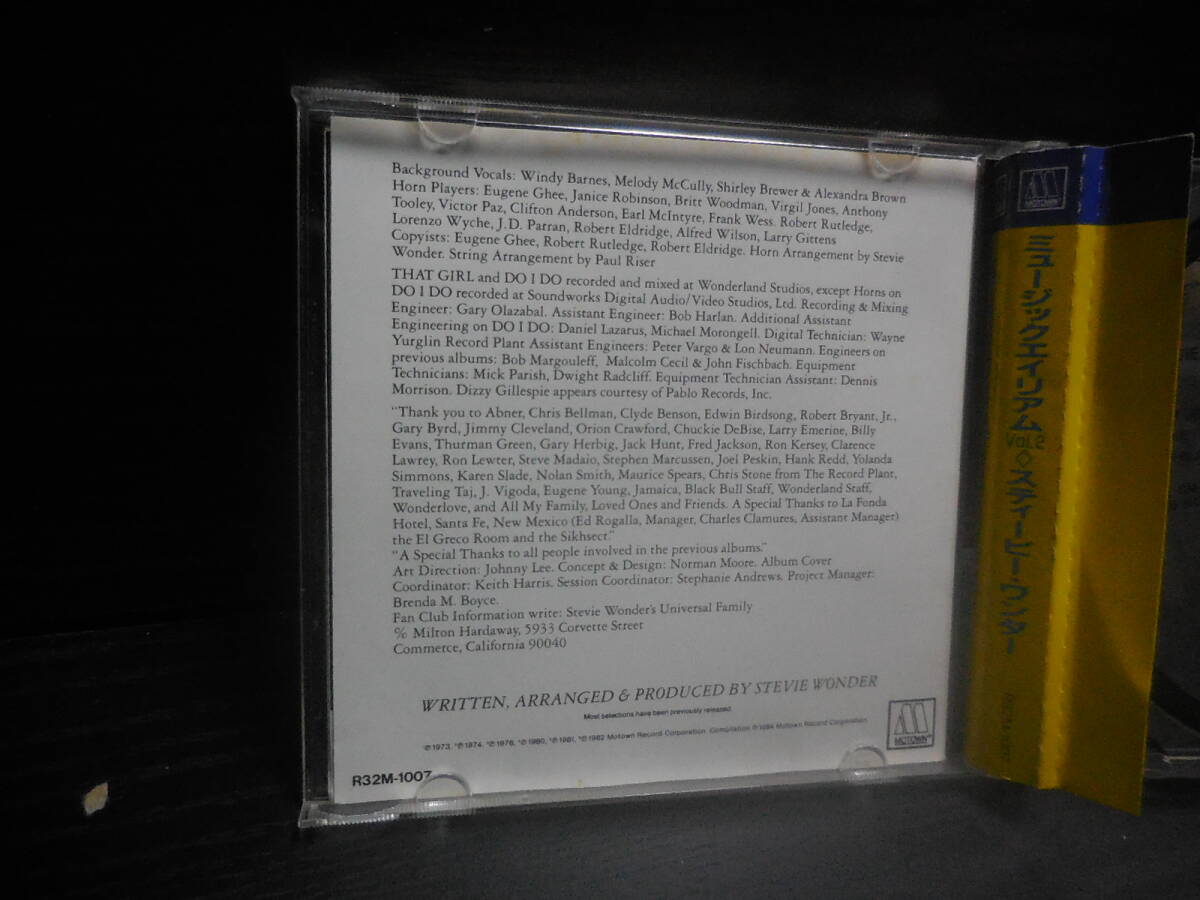 Background Vocals: Windy Barnes, Melody McCully, Shirley Brewer & Alexandra Brown
Horn Players: Eugene Ghee, Janice Robinson, Britt Woodman, Virgil Jones, Anthony
Tooley, Victor Paz, Clifton Anderson, Earl McIntyre, Frank Wess. Robert Rutledge,
Lorenzo Wyche, J.D. Parran, Robert Eldridge, Alfred Wilson, Larry Gittens
Copyists: Eugene Ghee, Robert Rutledge, Robert Eldridge. Horn Arrangement by Stevie
Wonder. String Arrangement by Paul Riser
THAT GIRL and DO I DO recorded and mixed at Wonderland Studios, except Horns on
DO I DO recorded at Soundworks Digital Audio/Video Studios, Ltd. Recording & Mixing
Engineer: Gary Olazabal. Assistant Engineer: Bob Harlan. Additional Assistant
Engineering on DO I DO: Daniel Lazarus, Michael Morongell. Digital Technician: Wayne
Yurglin Record Plant Assistant Engineers: Peter Vargo & Lon Neumann. Engineers on
previous albums: Bob Margouleff, Malcolm Cecil & John Fischbach. Equipment
Technicians: Mick Parish, Dwight Radcliff. Equipment Technician Assistant: Dennis
Morrison. Dizzy Gillespie appears courtesy of Pablo Records, Inc.
"Thank you to Abner, Chris Bellman, Clyde Benson, Edwin Birdsong, Robert Bryant, Jr.,
Gary Byrd, Jimmy Cleveland, Orion Crawford, Chuckie DeBise, Larry Emerine, Billy
Evans, Thurman Green, Gary Herbig, Jack Hunt, Fred Jackson, Ron Kersey, Clarence
Lawrey, Ron Lewter, Steve Madaio, Stephen Marcussen, Joel Peskin, Hank Redd, Yolanda
Simmons, Karen Slade, Nolan Smith, Maurice Spears, Chris Stone from The Record Plant,
Traveling Taj, J. Vigoda, Eugene Young, Jamaica, Black Bull Staff, Wonderland Staff,
Wonderlove, and All My Family, Loved Ones and Friends. A Special Thanks to La Fonda
Hotel, Santa Fe, New Mexico (Ed Rogalla, Manager, Charles Clamures, Assistant Manager)
the El Greco Room and the Sikhsect."
"A Special Thanks to all people involved in the previous albums."
Art Direction: Johnny Lee. Concept & Design: Norman Moore. Album Cover
Coordinator: Keith Harris. Session Coordinator: Stephanie Andrews. Project Manager:
Brenda M. Boyce.
Fan Club Information write: Stevie Wonder's Universal Family
% Milton Hardaway, 5933 Corvette Street
Commerce, California 90040
WRITTEN, ARRANGED & PRODUCED BY STEVIE WONDER
Most selections have been previously released.
℗1973, *℗1974, *℗1976, *℗1980, *℗1981, *℗1982 Motown Record Corporation. Compilation ℗1984 Motown Record Corporation.
MOTOWN®
R32M-1007
MOTOWN
ミュージックエイリアム Vol.2◇スティービー・ワンダー
R32M-1007